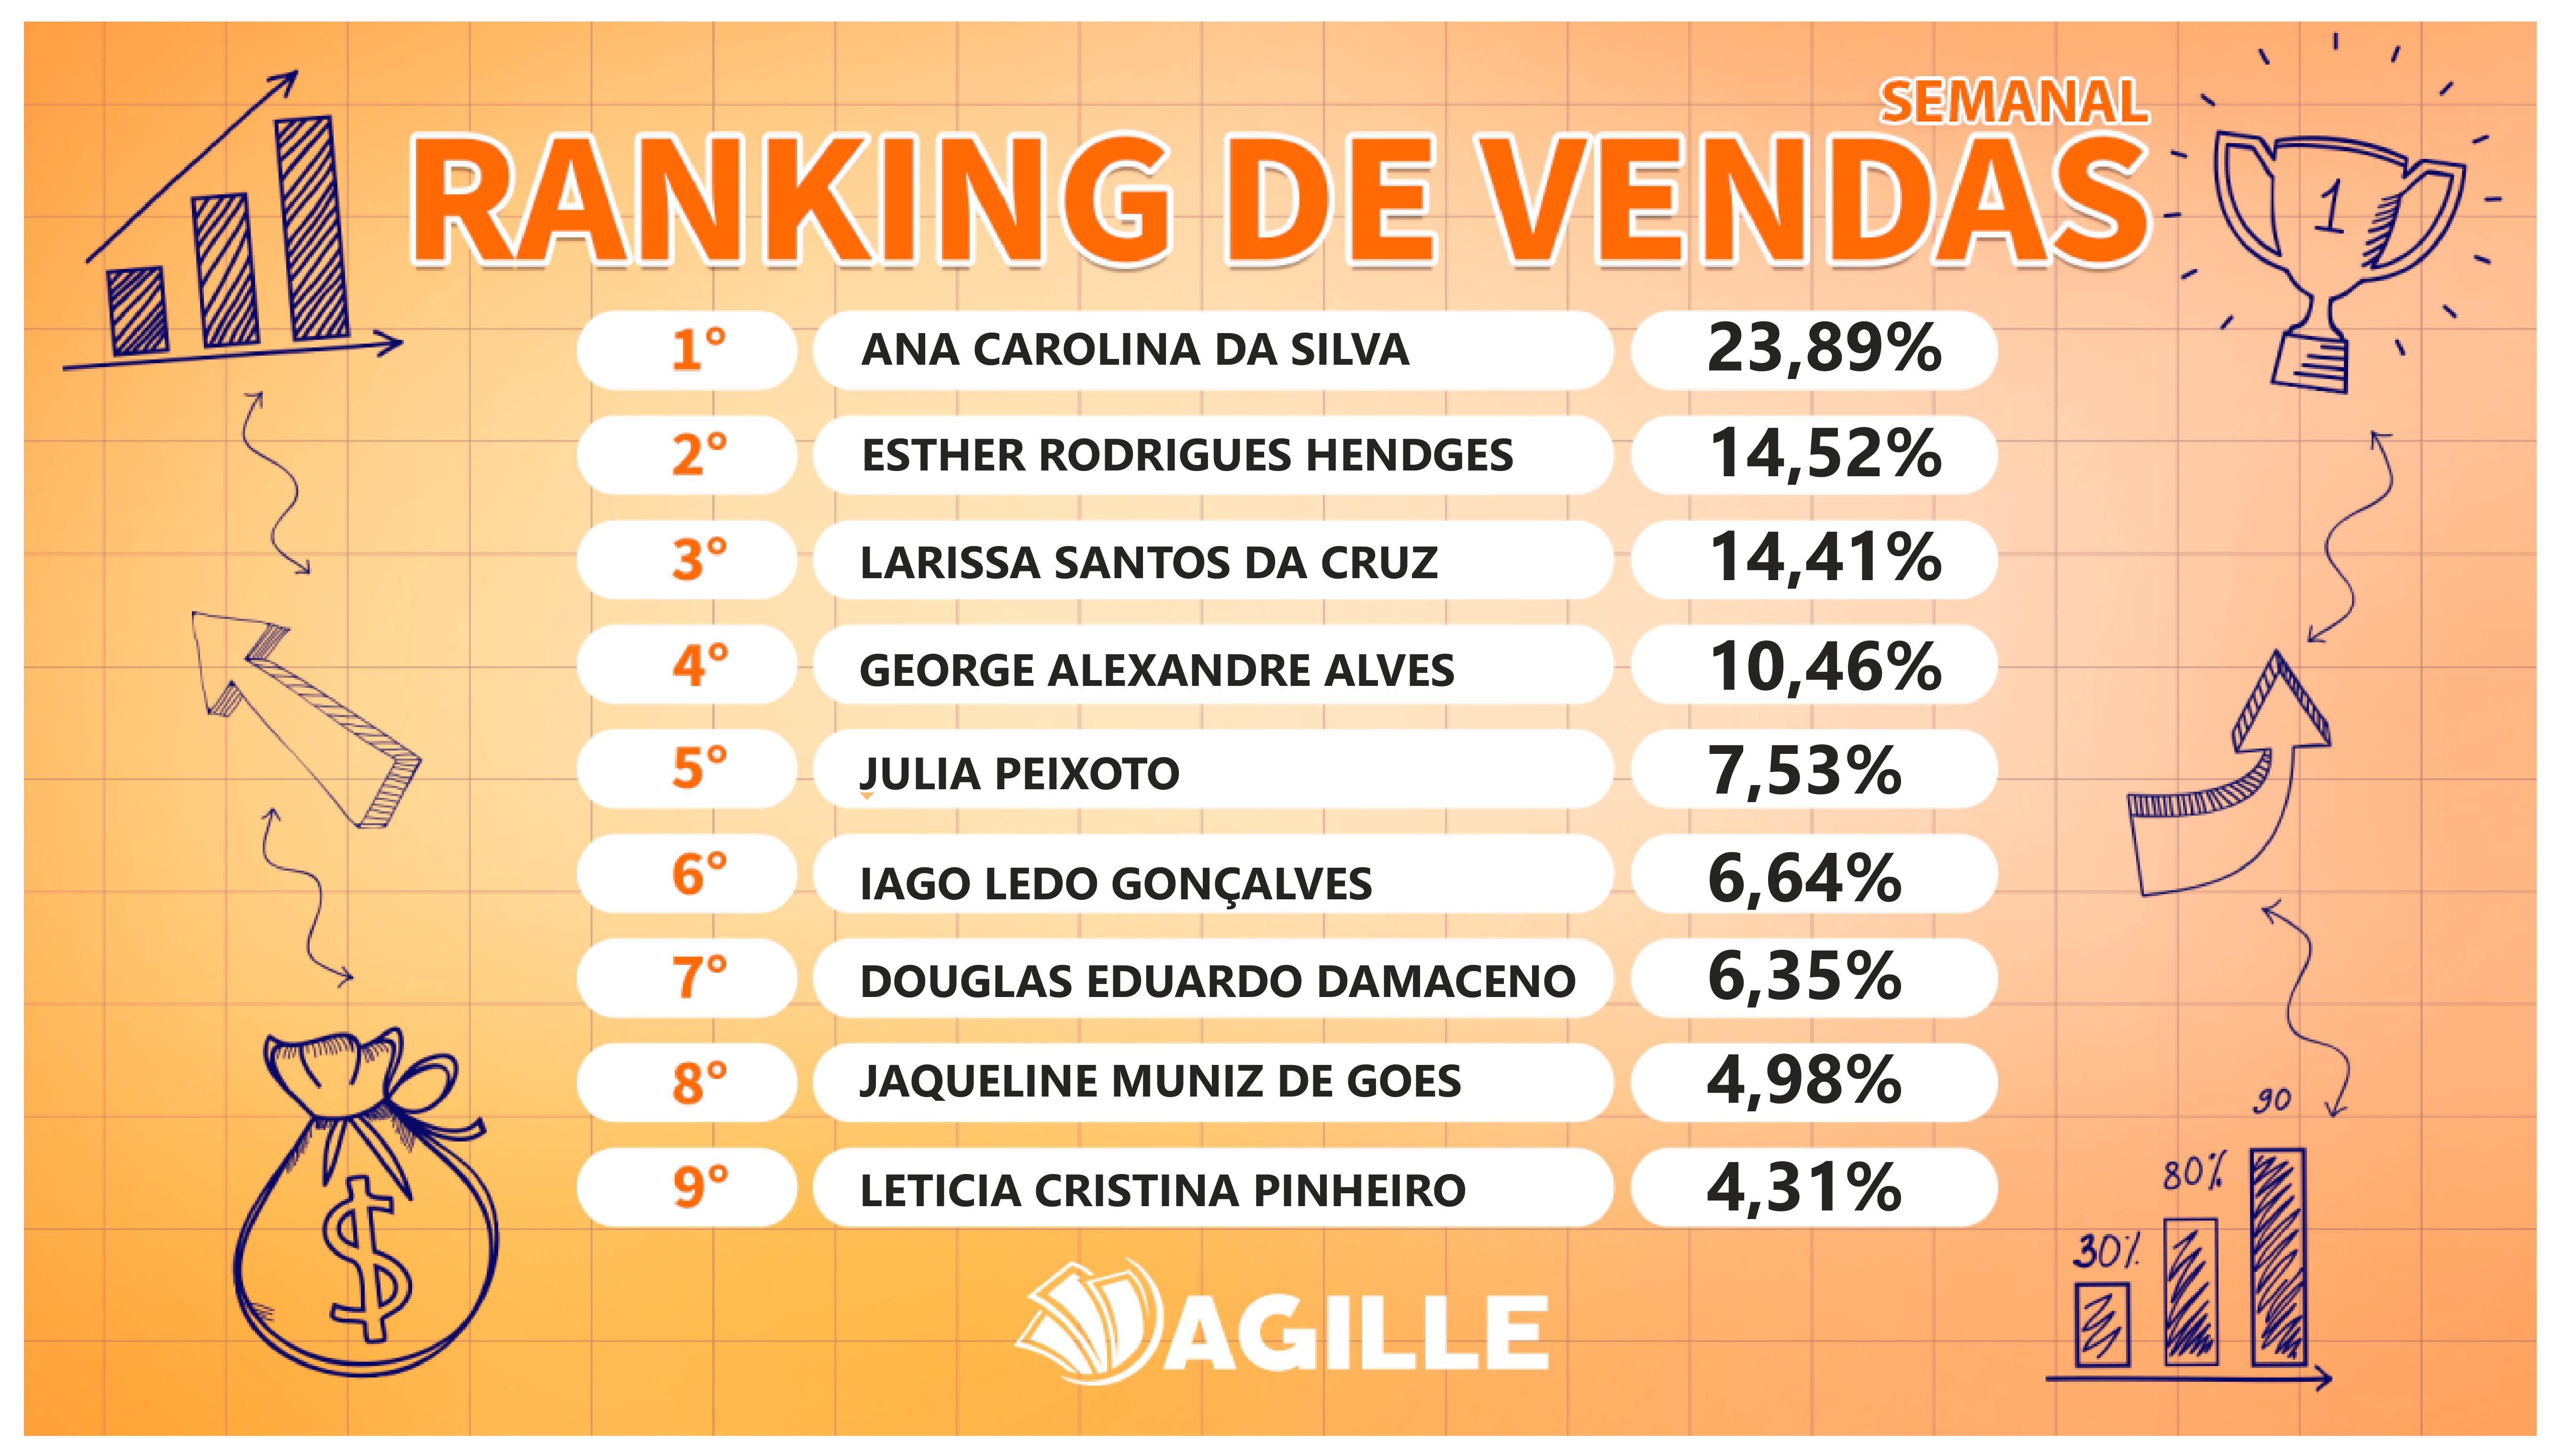 SEMANAL
RANKING DE VENDAS
1
1° ANA CAROLINA DA SILVA 23,89%
2° ESTHER RODRIGUES HENDGES 14,52%
3° LARISSA SANTOS DA CRUZ 14,41%
4° GEORGE ALEXANDRE ALVES 10,46%
5° JULIA PEIXOTO 7,53%
6° IAGO LEDO GONÇALVES 6,64%
7° DOUGLAS EDUARDO DAMACENO 6,35%
8° JAQUELINE MUNIZ DE GOES 4,98%
9° LETICIA CRISTINA PINHEIRO 4,31%
$
90
80%
30%
AGILLE